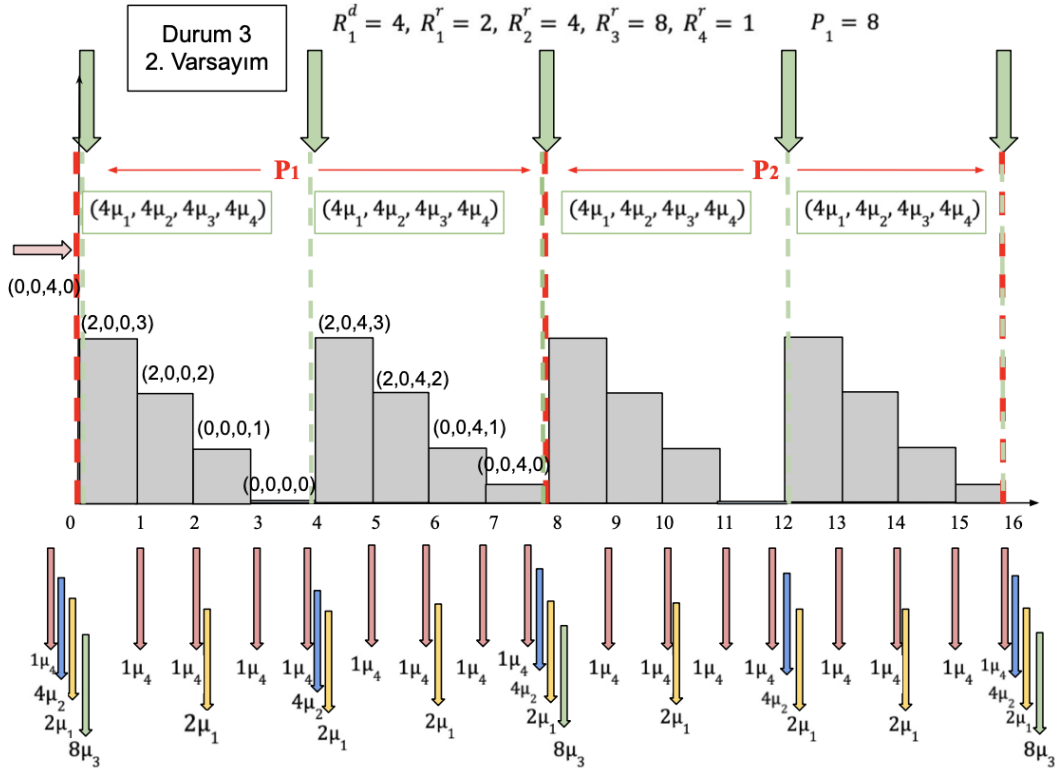 Durum 3
2. Varsayım
R₁ᵈ = 4, R₁ʳ = 2, R₂ʳ = 4, R₃ʳ = 8, R₄ʳ = 1 P₁ = 8
P1 P2
(4μ₁, 4μ₂, 4μ₃, 4μ₄) (4μ₁, 4μ₂, 4μ₃, 4μ₄) (4μ₁, 4μ₂, 4μ₃, 4μ₄) (4μ₁, 4μ₂, 4μ₃, 4μ₄)
(0,0,4,0)
(2,0,0,3) (2,0,4,3)
(2,0,0,2) (2,0,4,2)
(0,0,0,1) (0,0,4,1)
(0,0,0,0) (0,0,4,0)
0 1 2 3 4 5 6 7 8 9 10 11 12 13 14 15 16
1μ₄ 1μ₄ 1μ₄ 1μ₄ 1μ₄ 1μ₄ 1μ₄ 1μ₄ 1μ₄ 1μ₄ 1μ₄ 1μ₄ 1μ₄ 1μ₄ 1μ₄ 1μ₄ 1μ₄
4μ₂ 4μ₂ 4μ₂ 4μ₂ 4μ₂
2μ₁ 2μ₁ 2μ₁ 2μ₁ 2μ₁ 2μ₁ 2μ₁ 2μ₁ 2μ₁
8μ₃ 8μ₃ 8μ₃